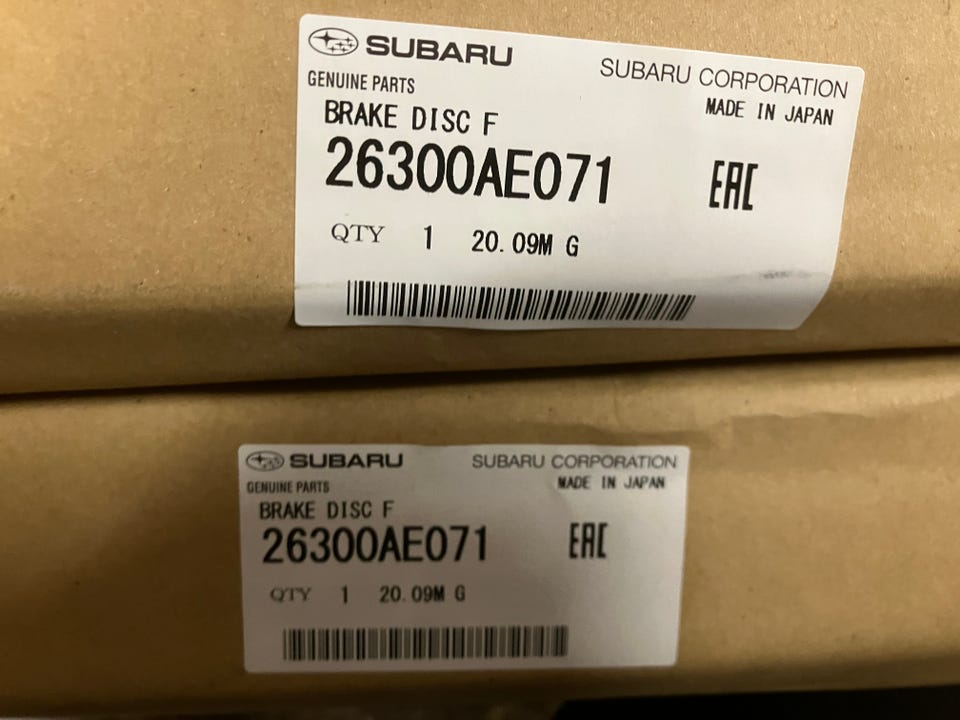 SUBARU
SUBARU CORPORATION
GENUINE PARTS
MADE IN JAPAN
BRAKE DISC F
26300AE071
EAC
QTY 1 20.09M G
SUBARU
SUBARU CORPORATION
GENUINE PARTS
MADE IN JAPAN
BRAKE DISC F
26300AE071
EAC
QTY 1 20.09M G